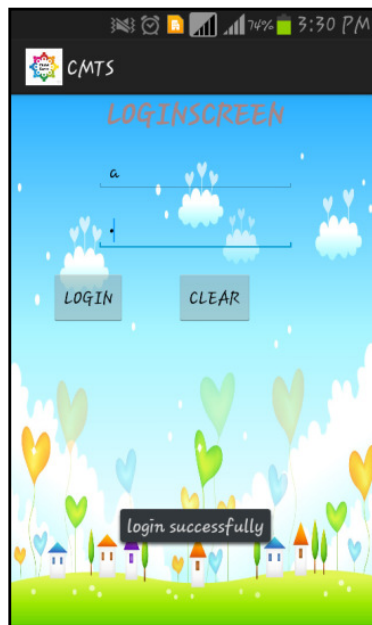 74% 3:30 PM
CMTS
LOGINSCREEN
a
LOGIN CLEAR
login successfully